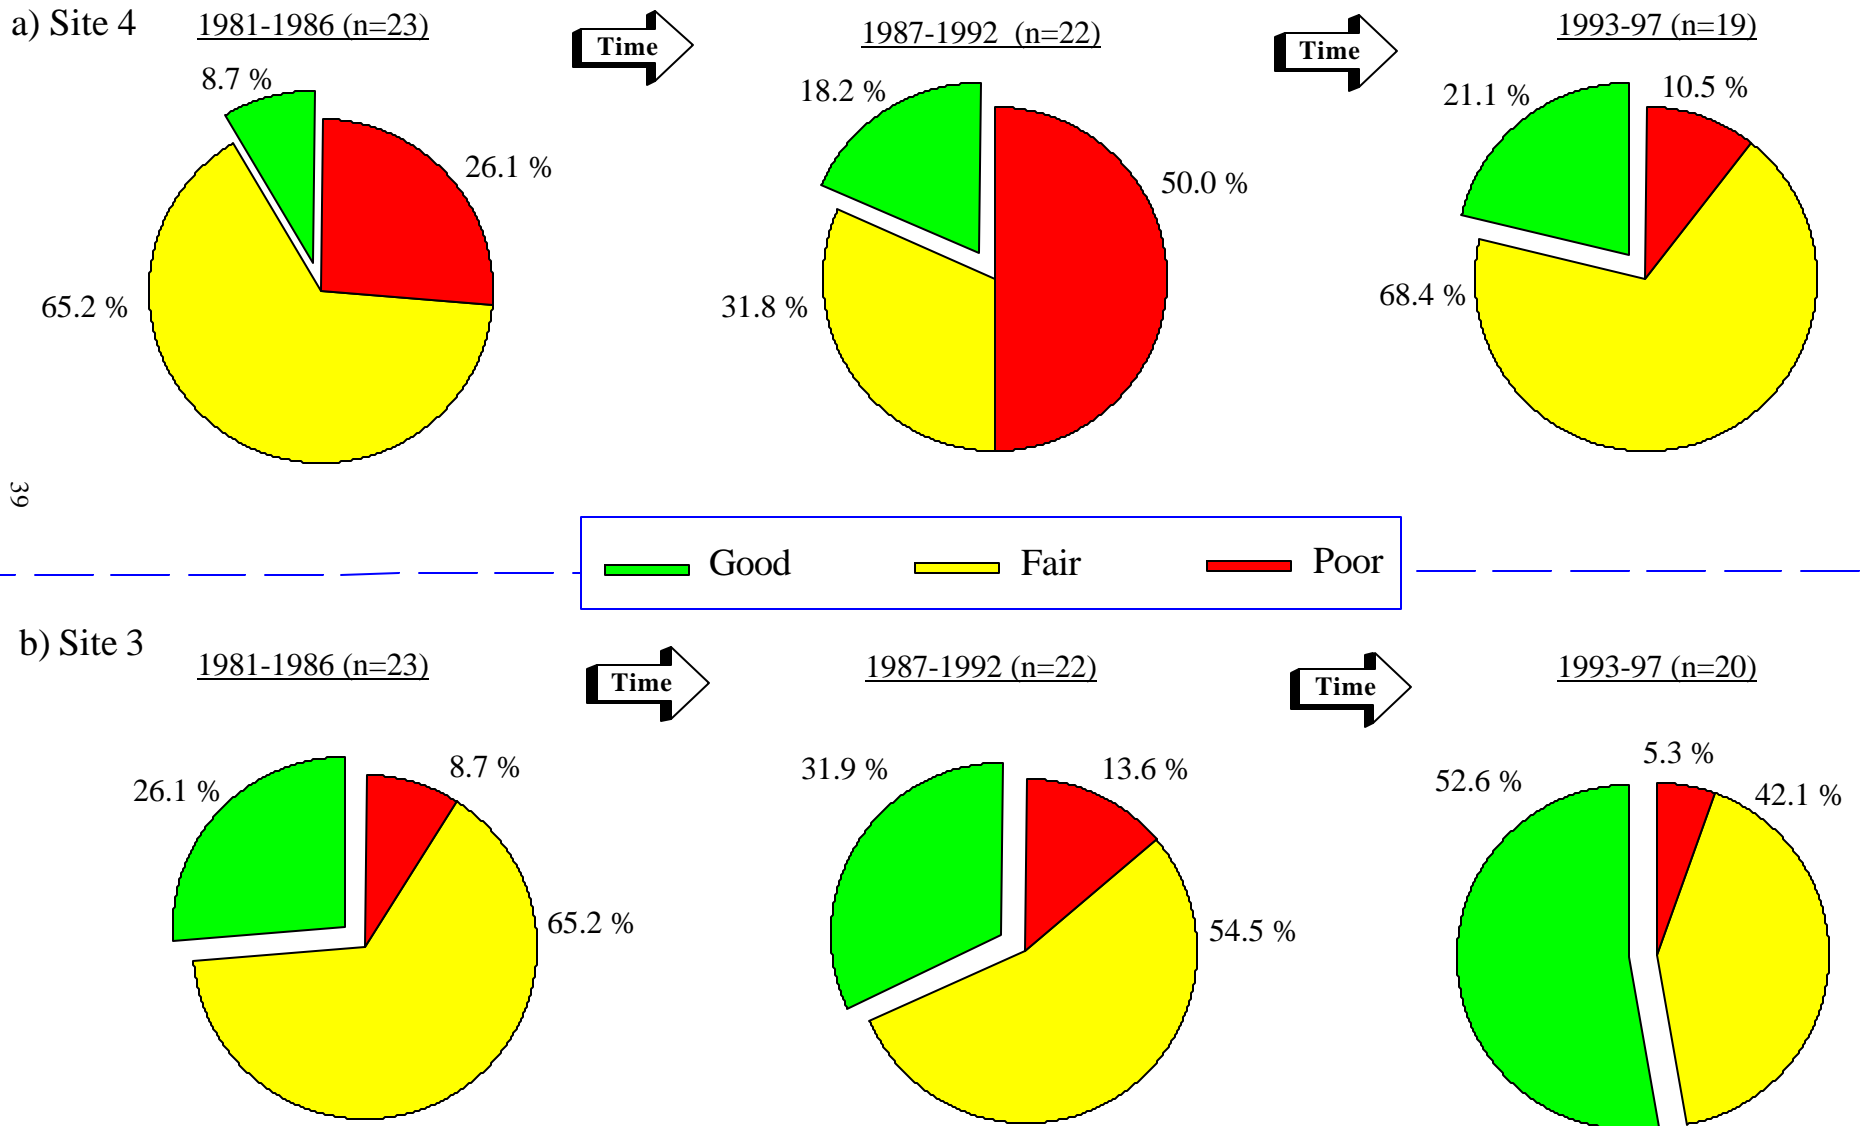 a) Site 4
1981-1986 (n=23)
Time
1987-1992 (n=22)
Time
1993-97 (n=19)
8.7 %
26.1 %
65.2 %
18.2 %
50.0 %
31.8 %
21.1 %
10.5 %
68.4 %
39
Good
Fair
Poor
b) Site 3
1981-1986 (n=23)
Time
1987-1992 (n=22)
Time
1993-97 (n=20)
26.1 %
8.7 %
65.2 %
31.9 %
13.6 %
54.5 %
52.6 %
5.3 %
42.1 %